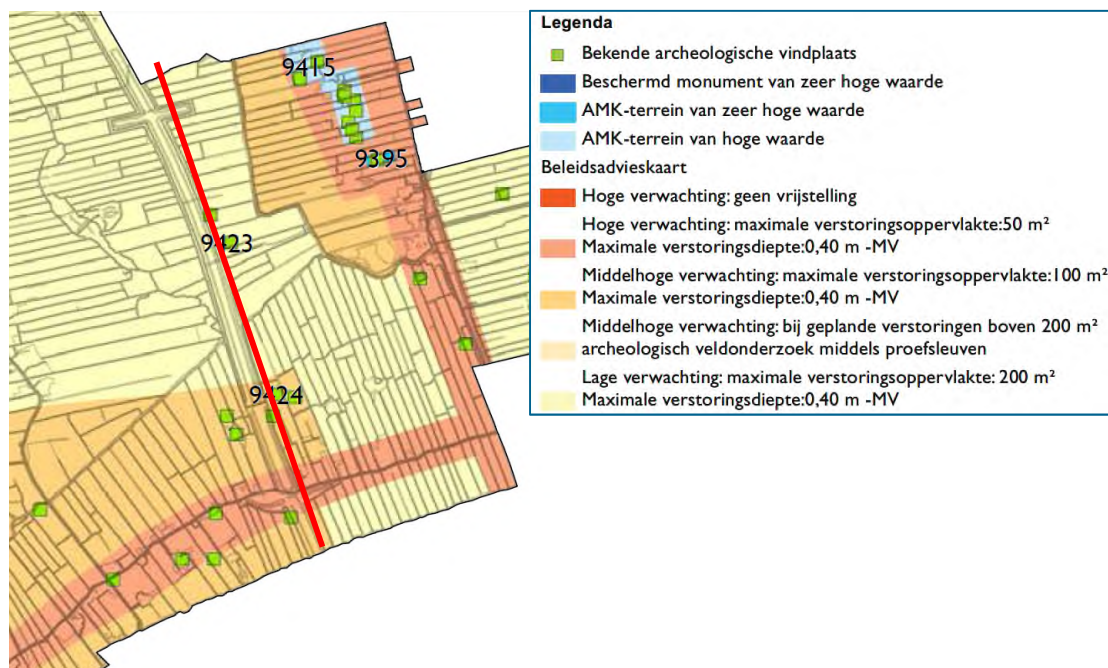 9415
9395
9423
9424
Legenda
Bekende archeologische vindplaats
Beschermd monument van zeer hoge waarde
AMK-terrein van zeer hoge waarde
AMK-terrein van hoge waarde
Beleidsadvieskaart
Hoge verwachting: geen vrijstelling
Hoge verwachting: maximale verstoringsoppervlakte:50 m²
Maximale verstoringsdiepte:0,40 m -MV
Middelhoge verwachting: maximale verstoringsoppervlakte:100 m²
Maximale verstoringsdiepte:0,40 m -MV
Middelhoge verwachting: bij geplande verstoringen boven 200 m²
archeologisch veldonderzoek middels proefsleuven
Lage verwachting: maximale verstoringsoppervlakte: 200 m²
Maximale verstoringsdiepte:0,40 m -MV